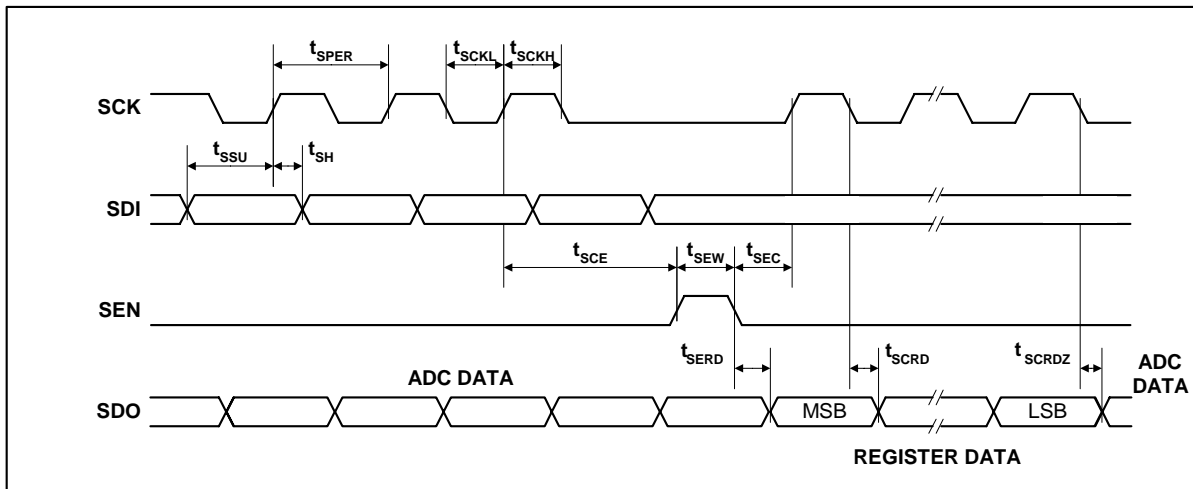 tSPER
tSCKL
tSCKH
SCK
tSSU
tSH
SDI
tSCE
tSEW
tSEC
SEN
tSERD
tSCRD
tSCRDZ
ADC DATA
ADC
DATA
SDO
MSB
LSB
REGISTER DATA